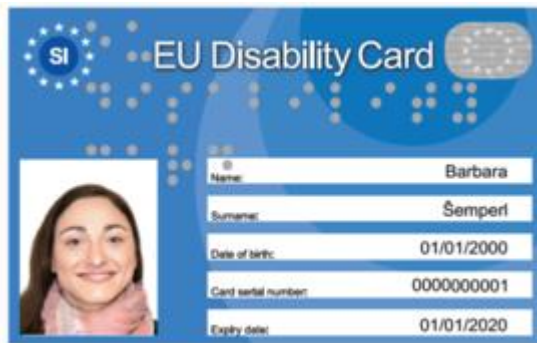 SI
EU Disability Card
Name: Barbara
Surname: Šemperl
Date of birth: 01/01/2000
Card serial number: 0000000001
Expiry date: 01/01/2020